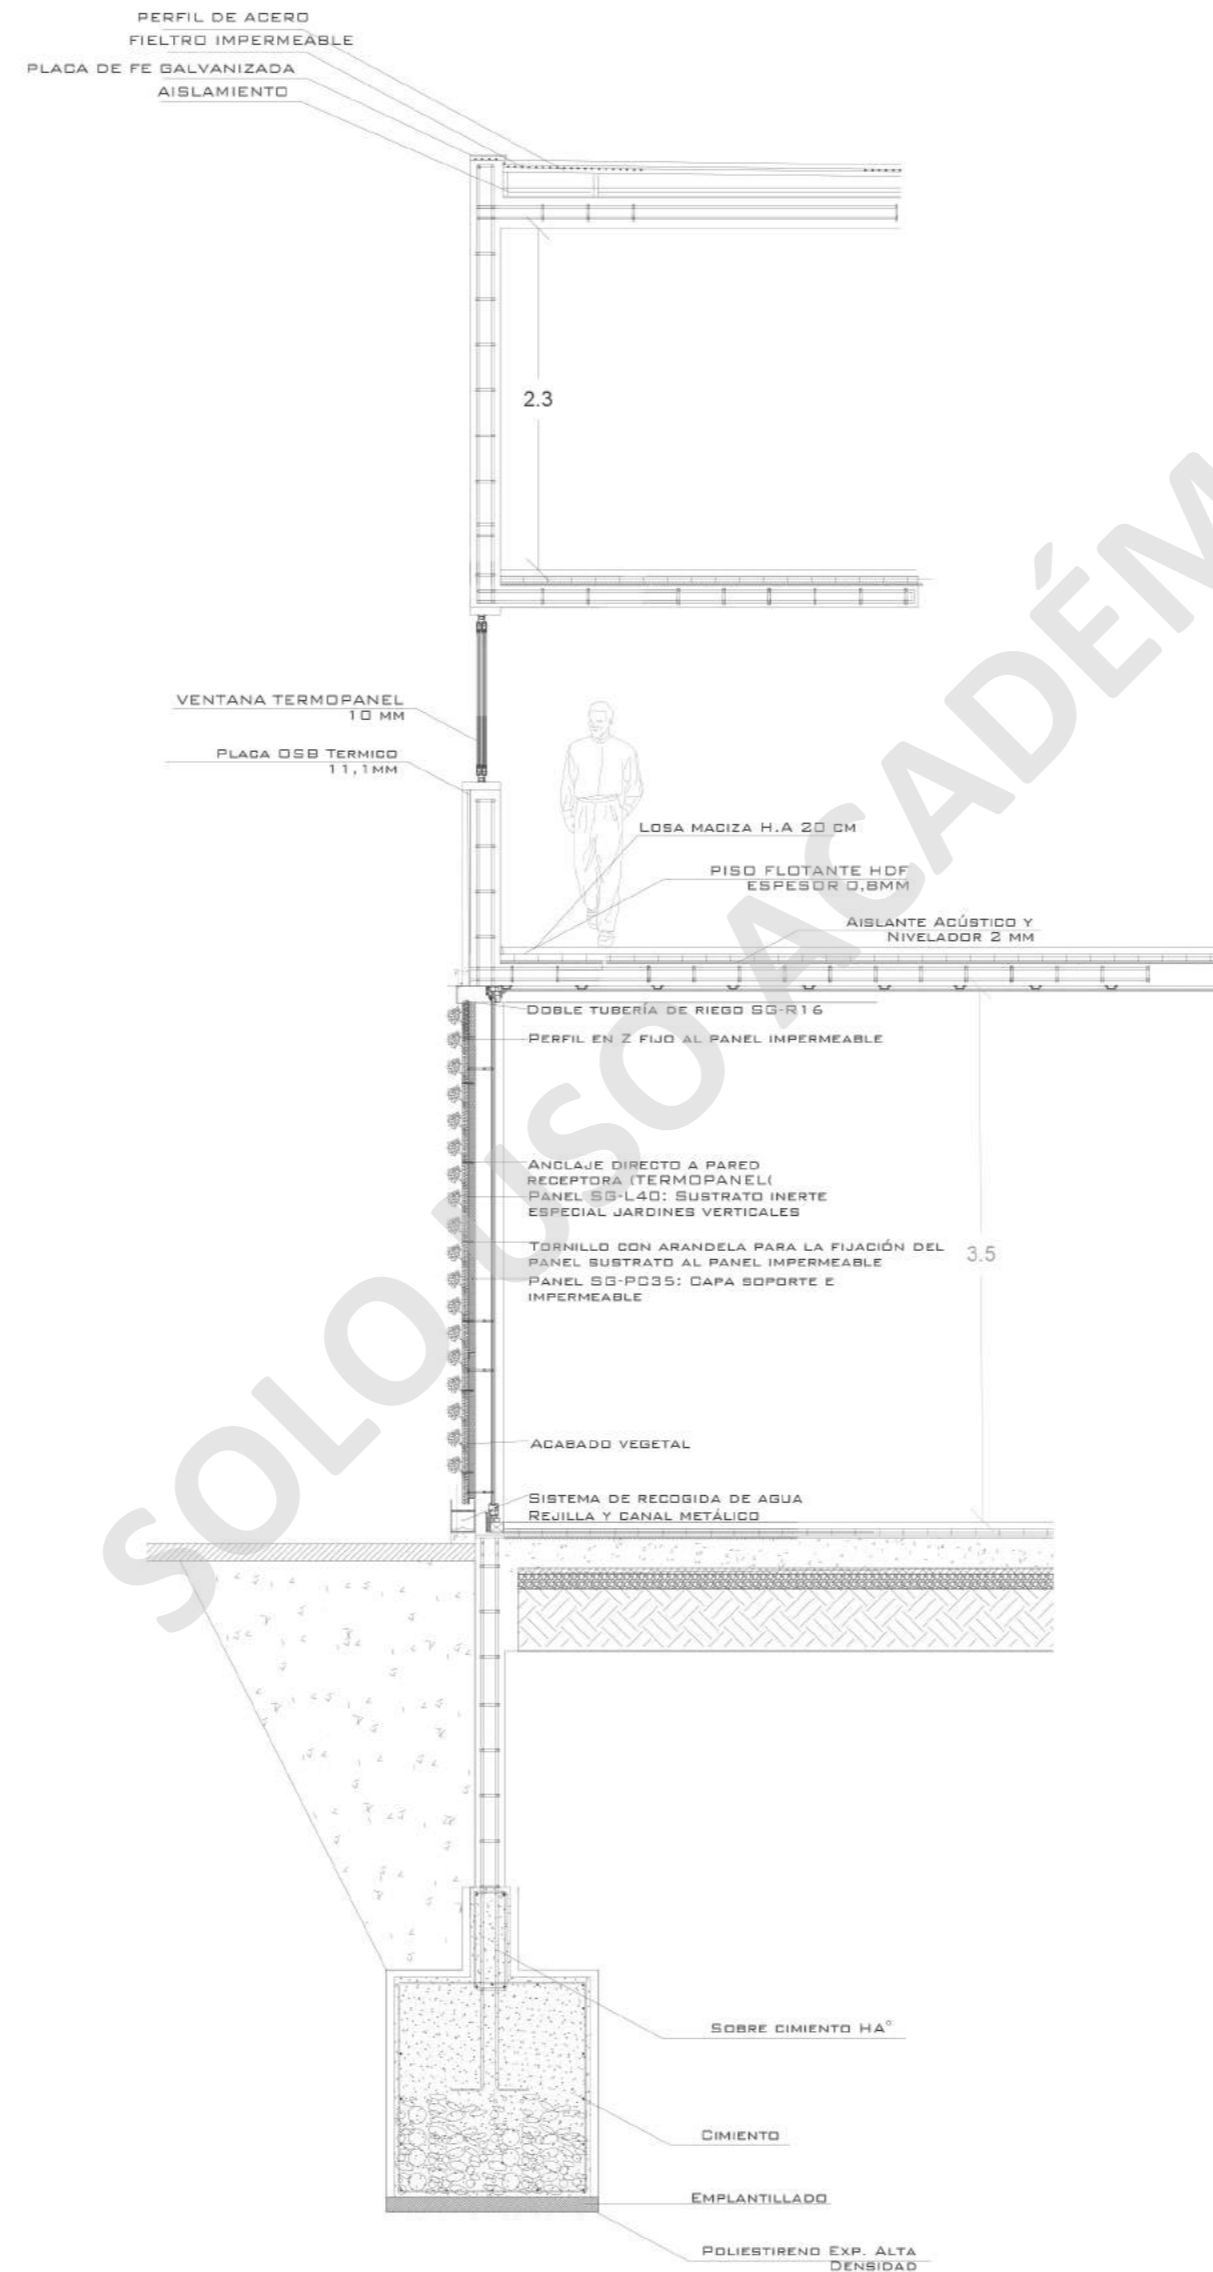 PERFIL DE ACERO
FIELTRO IMPERMEABLE
PLACA DE FE GALVANIZADA
AISLAMIENTO
2.3
VENTANA TERMOPANEL
10 MM
PLACA OSB TERMICO
11,1MM
LOSA MACIZA H.A 20 CM
PISO FLOTANTE HDF
ESPESOR 0,8MM
AISLANTE ACÚSTICO Y
NIVELADOR 2 MM
DOBLE TUBERÍA DE RIEGO SG-R16
PERFIL EN Z FIJO AL PANEL IMPERMEABLE
ANCLAJE DIRECTO A PARED
RECEPTORA (TERMOPANEL(
PANEL SG-L40: SUSTRATO INERTE
ESPECIAL JARDINES VERTICALES
TORNILLO CON ARANDELA PARA LA FIJACIÓN DEL
PANEL SUSTRATO AL PANEL IMPERMEABLE
3.5
PANEL SG-PC35: CAPA SOPORTE E
IMPERMEABLE
ACABADO VEGETAL
SISTEMA DE RECOGIDA DE AGUA
REJILLA Y CANAL METÁLICO
SOBRE CIMIENTO HA°
CIMIENTO
EMPLANTILLADO
POLIESTIRENO EXP. ALTA
DENSIDAD
SOLO USO ACADÉM